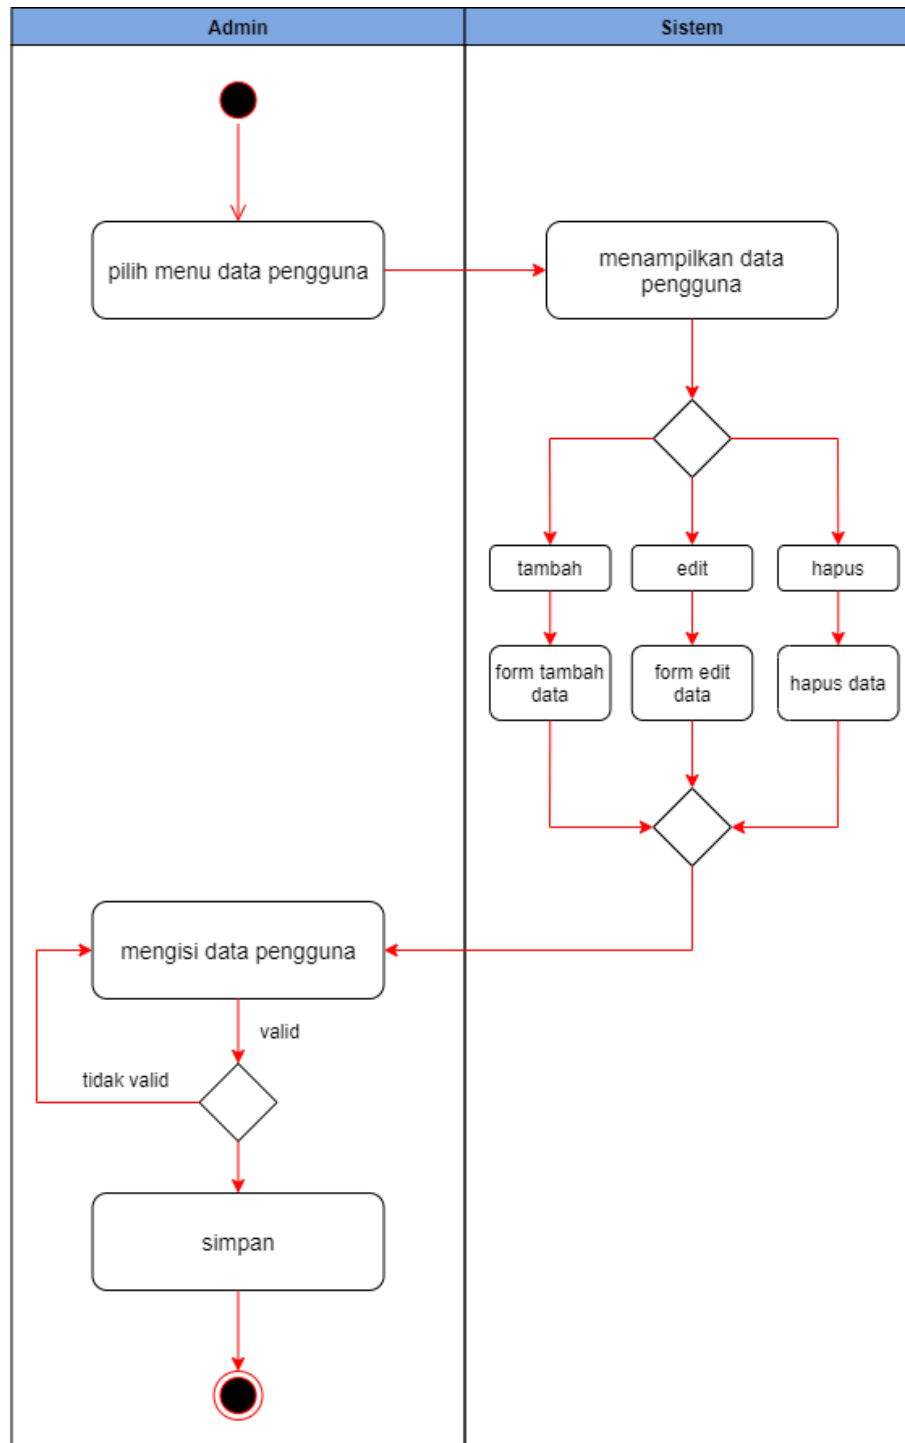 Admin
Sistem
pilih menu data pengguna
menampilkan data
pengguna
tambah
edit
hapus
form tambah
data
form edit
data
hapus data
mengisi data pengguna
valid
tidak valid
simpan